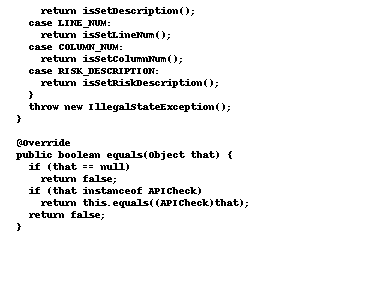 return isSetDescription();
  case LINE_NUM:
    return isSetLineNum();
  case COLUMN_NUM:
    return isSetColumnNum();
  case RISK_DESCRIPTION:
    return isSetRiskDescription();
  }
  throw new IllegalStateException();
}

@Override
public boolean equals(Object that) {
  if (that == null)
    return false;
  if (that instanceof APICheck)
    return this.equals((APICheck)that);
  return false;
}